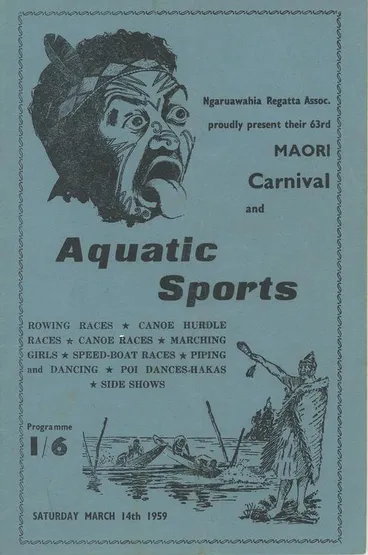 Ngaruawahia Regatta Assoc.
proudly present their 63rd
MAORI
Carnival
and
Aquatic
Sports
ROWING RACES ★ CANOE HURDLE
RACES ★ CANOE RACES ★ MARCHING
GIRLS ★ SPEED-BOAT RACES ★ PIPING
and DANCING ★ POI DANCES-HAKAS
★ SIDE SHOWS
Programme
1/6
SATURDAY MARCH 14th 1959